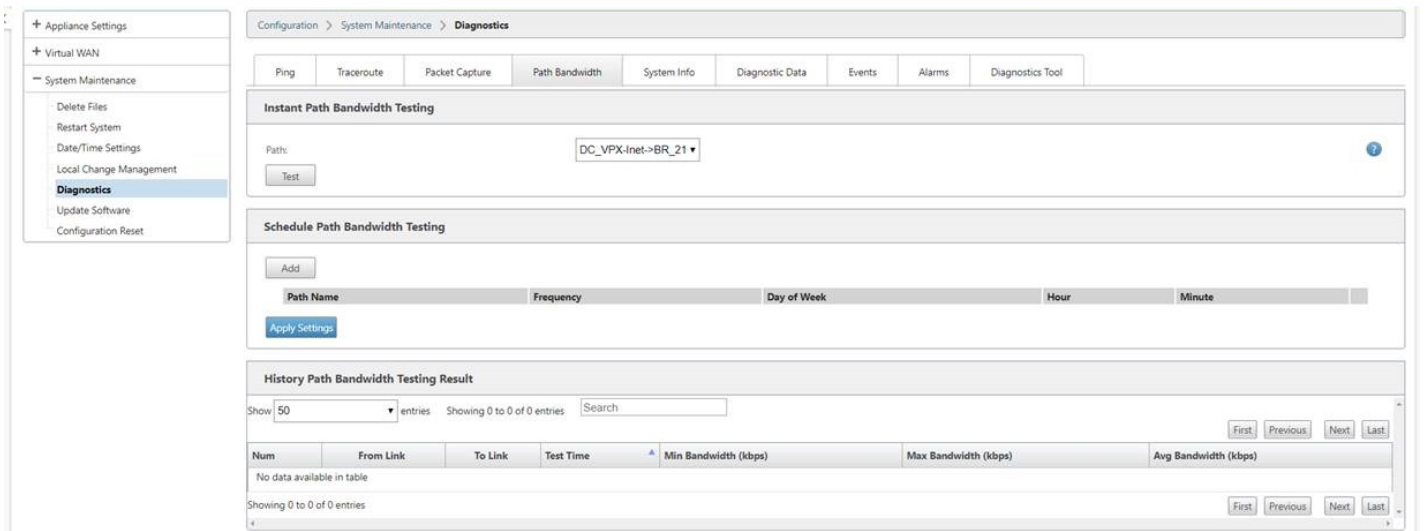 + Appliance Settings
+ Virtual WAN
− System Maintenance
Delete Files
Restart System
Date/Time Settings
Local Change Management
Diagnostics
Update Software
Configuration Reset
Configuration > System Maintenance > Diagnostics
Ping Traceroute Packet Capture Path Bandwidth System Info Diagnostic Data Events Alarms Diagnostics Tool
Instant Path Bandwidth Testing
Path: DC_VPX-Inet->BR_21 ▾ ?
Test
Schedule Path Bandwidth Testing
Add
Path Name Frequency Day of Week Hour Minute
Apply Settings
History Path Bandwidth Testing Result
Show 50 ▾ entries Showing 0 to 0 of 0 entries Search
First Previous Next Last
Num From Link To Link Test Time Min Bandwidth (kbps) Max Bandwidth (kbps) Avg Bandwidth (kbps)
No data available in table
Showing 0 to 0 of 0 entries First Previous Next Last